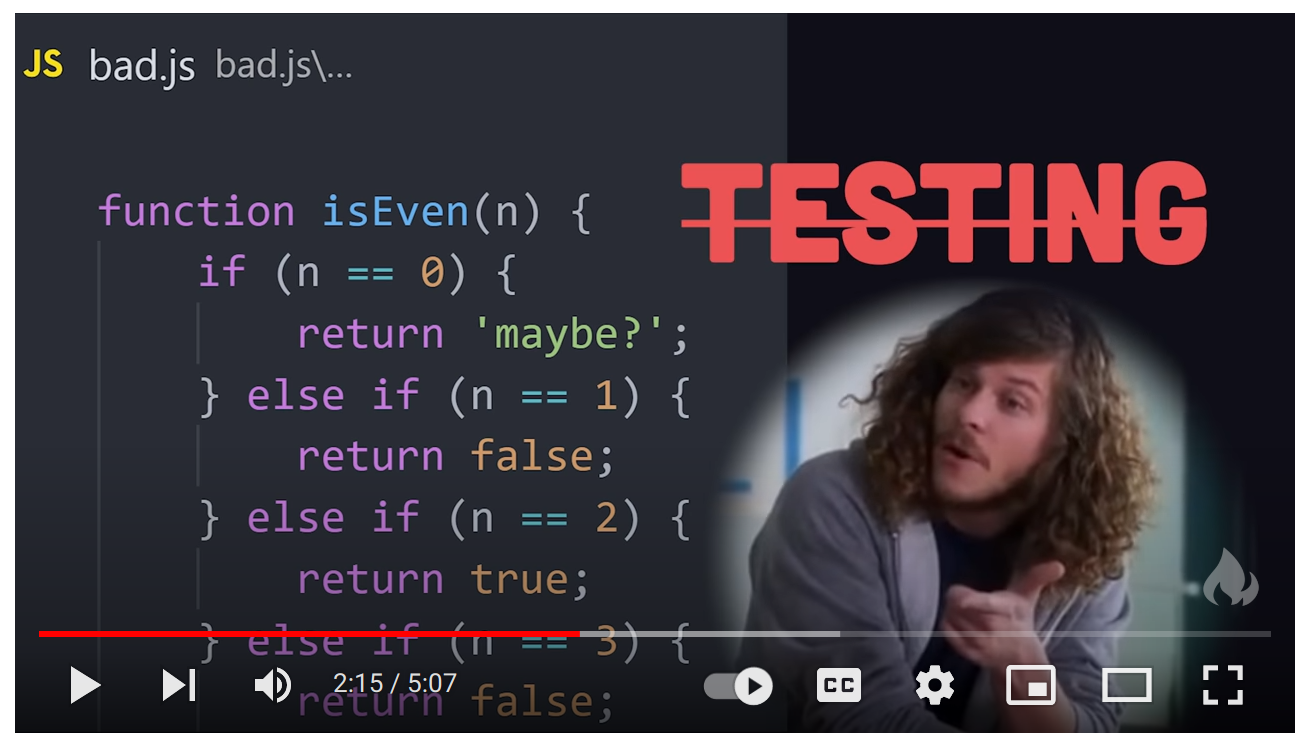 JS bad.js bad.js\...
TESTING
function isEven(n) {
if (n == 0) {
return 'maybe?';
} else if (n == 1) {
return false;
} else if (n == 2) {
return true;
} else if (n == 3) {
return false;
2:15 / 5:07
CC